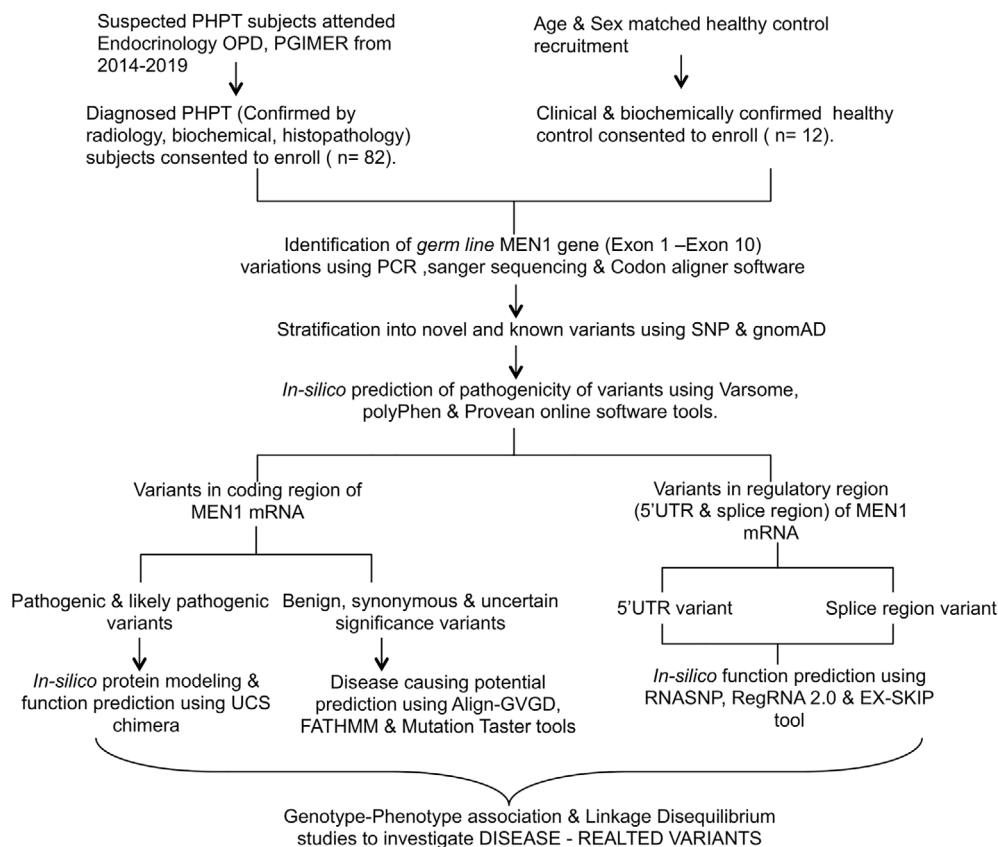 Suspected PHPT subjects attended
Endocrinology OPD, PGIMER from
2014-2019
Age & Sex matched healthy control
recruitment
Diagnosed PHPT (Confirmed by
radiology, biochemical, histopathology)
subjects consented to enroll ( n= 82).
Clinical & biochemically confirmed healthy
control consented to enroll ( n= 12).
Identification of germ line MEN1 gene (Exon 1 –Exon 10)
variations using PCR ,sanger sequencing & Codon aligner software
Stratification into novel and known variants using SNP & gnomAD
In-silico prediction of pathogenicity of variants using Varsome,
polyPhen & Provean online software tools.
Variants in coding region of
MEN1 mRNA
Variants in regulatory region
(5'UTR & splice region) of MEN1
mRNA
Pathogenic & likely pathogenic
variants
Benign, synonymous & uncertain
significance variants
5'UTR variant
Splice region variant
In-silico protein modeling &
function prediction using UCS
chimera
Disease causing potential
prediction using Align-GVGD,
FATHMM & Mutation Taster tools
In-silico function prediction using
RNASNP, RegRNA 2.0 & EX-SKIP
tool
Genotype-Phenotype association & Linkage Disequilibrium
studies to investigate DISEASE - REALTED VARIANTS